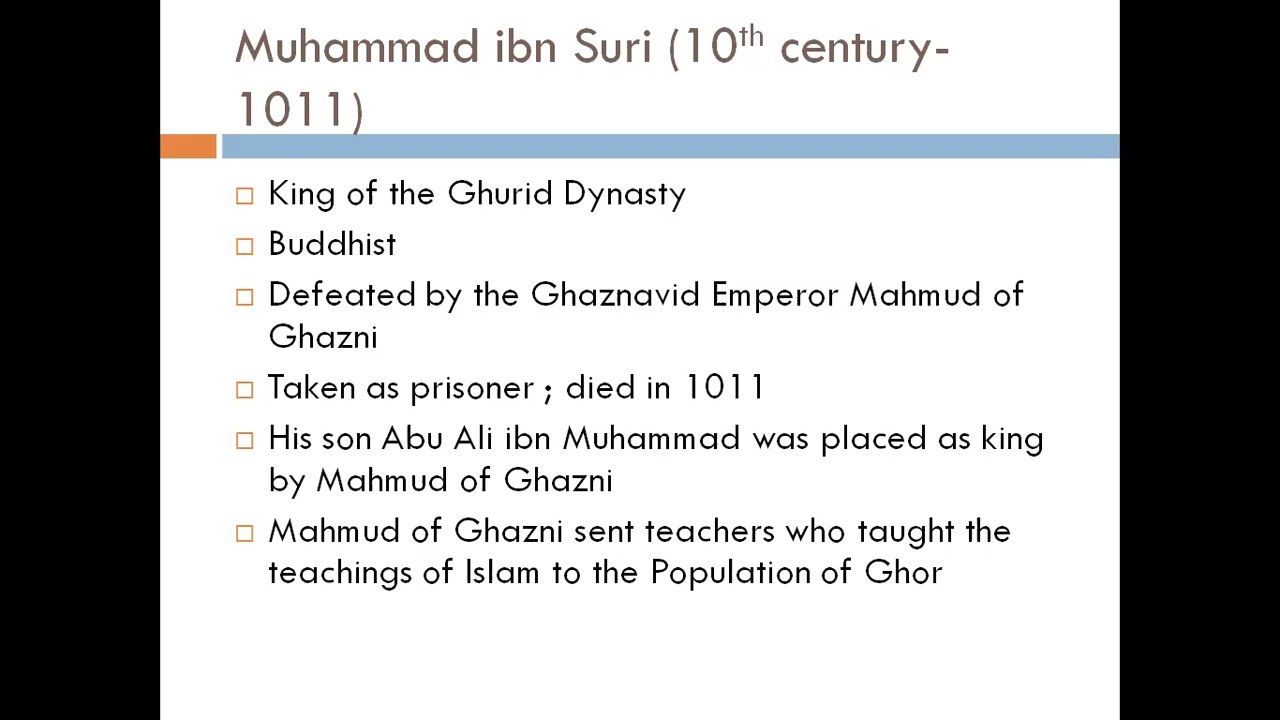 Muhammad ibn Suri (10th century-
1011)
King of the Ghurid Dynasty
Buddhist
Defeated by the Ghaznavid Emperor Mahmud of
Ghazni
Taken as prisoner ; died in 1011
His son Abu Ali ibn Muhammad was placed as king
by Mahmud of Ghazni
Mahmud of Ghazni sent teachers who taught the
teachings of Islam to the Population of Ghor